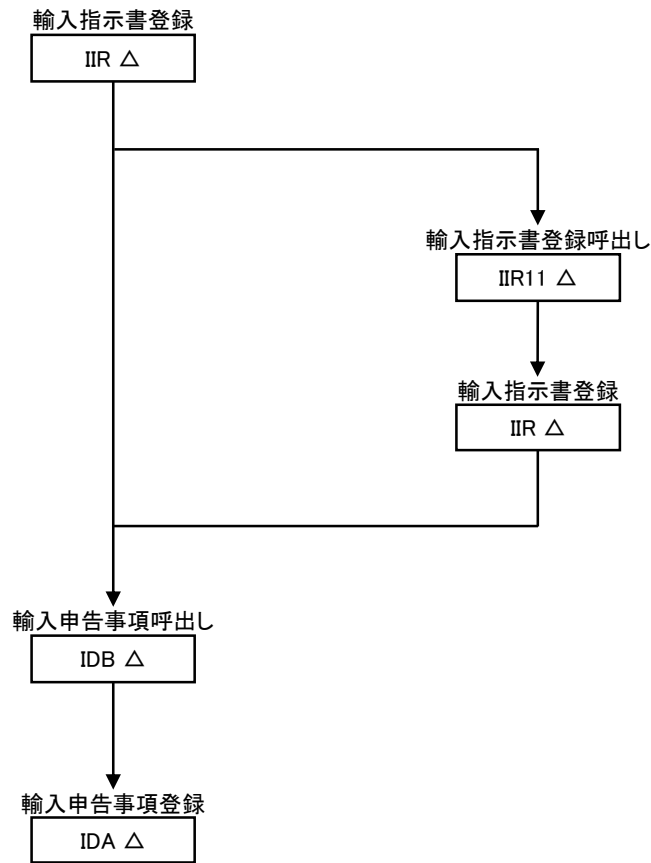 輸入指示書登録
IIR △
輸入指示書登録呼出し
IIR11 △
輸入指示書登録
IIR △
輸入申告事項呼出し
IDB △
輸入申告事項登録
IDA △